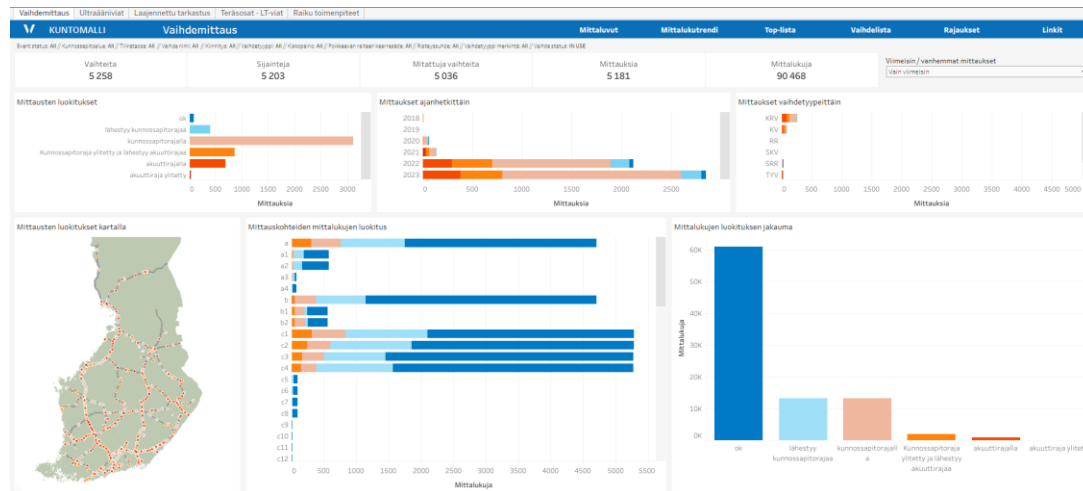 Vaihdemittaus Ultraääniviat Laajennettu tarkastus Teräsosat - LT-viat Raiku toimenpiteet
KUNTOMALLI Vaihdemittaus Mittaluvut Mittalukutrendi Top-lista Vaihdelista Rajaukset Linkit
Vaihteita
5 258
Sijainteja
5 203
Mitattuja vaihteita
5 036
Mittauksia
5 181
Mittalukuja
90 468
Viimeisin / vanhemmat mittaukset
Vain viimeisin
Mittausten luokitukset
ok
lähestyy kunnossapitorajaa
kunnossapitorajalla
Kunnossapitoraja ylitetty ja lähestyy akuuttirajaa
akuuttirajalla
akuuttiraja ylitetty
0 500 1000 1500 2000 2500 3000
Mittauksia
Mittaukset ajanhetkittäin
2018
2019
2020
2021
2022
2023
0 500 1000 1500 2000 2500
Mittauksia
Mittaukset vaihdetyypeittäin
KRV
KV
RR
SKV
SRR
TYV
0 500 1000 1500 2000 2500 3000 3500 4000 4500 5000
Mittauksia
Mittausten luokitukset kartalla
Mittauskohteiden mittalukujen luokitus
a
a1
a2
a3
a4
b
b1
b2
c1
c2
c3
c4
c5
c6
c7
c8
c9
c10
c11
c12
0 500 1000 1500 2000 2500 3000 3500 4000 4500 5000 5500
Mittalukuja
Mittalukujen luokituksen jakauma
60K
50K
40K
30K
20K
10K
0K
Mittalukuja
ok
lähestyy
kunnossapitorajaa
kunnossapitorajall
a
Kunnossapitoraja
ylitetty ja lähestyy
akuuttirajaa
akuuttirajalla
akuuttiraja ylitet